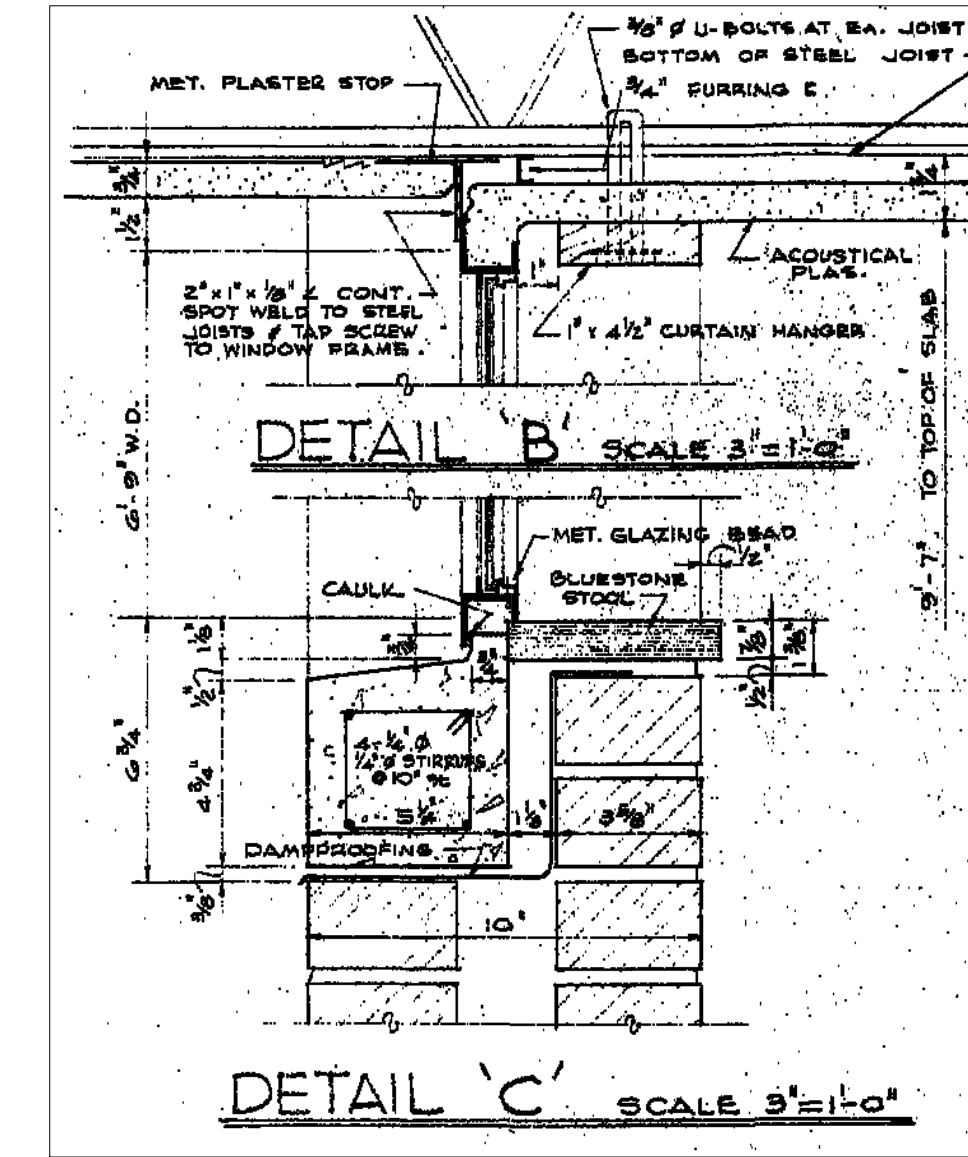 3/8" Ø U-BOLTS AT EA. JOIST
BOTTOM OF STEEL JOIST
3/4" FURRING C
MET. PLASTER STOP
3/4"
1/2"
3/4"
ACOUSTICAL
PLAS.
1"
2" x 1" x 1/8" ∠ CONT.
SPOT WELD TO STEEL
JOISTS & TAP SCREW
TO WINDOW FRAME.
1" x 4 1/2" CURTAIN HANGER
6'-9" W.D.
9'-7" TO TOP OF SLAB
DETAIL 'B' SCALE 3"=1'-0"
MET. GLAZING BEAD
1/2"
CAULK
BLUESTONE
STOOL
1 1/8"
1/2"
3/4"
7/8"
1 3/8"
1/2"
6 3/4"
4 3/4"
4-1/4" Ø
1/4" Ø STIRRUPS
@ 10"
5 1/4"
1 1/8"
3 5/8"
DAMPPROOFING
3/8"
10"
DETAIL 'C' SCALE 3"=1'-0"